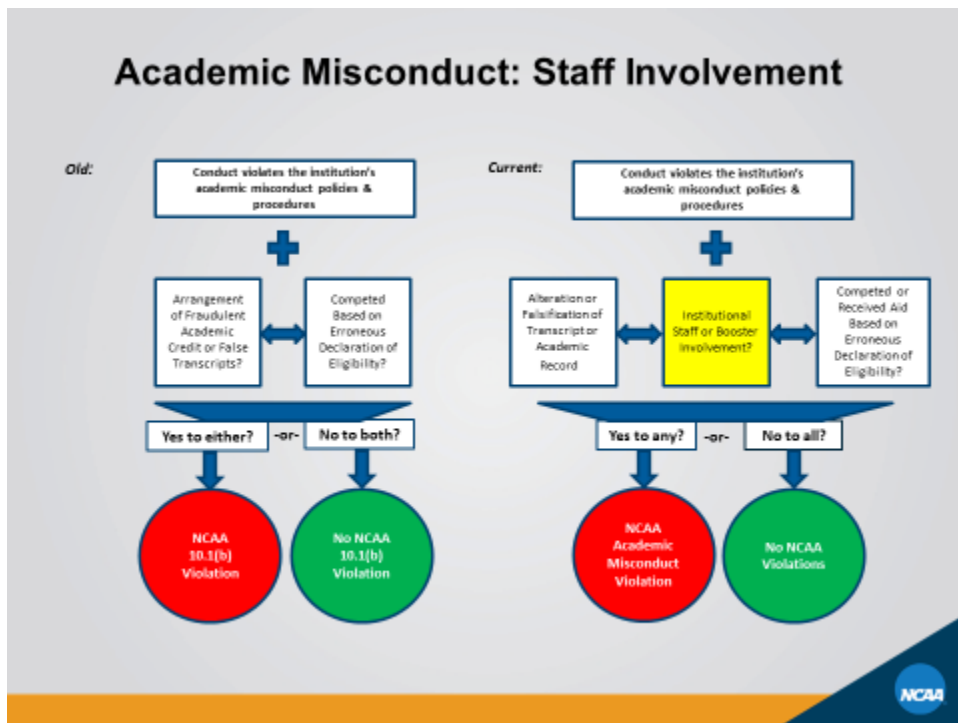 Academic Misconduct: Staff Involvement
Old:
Conduct violates the institution's
academic misconduct policies &
procedures
Arrangement
of Fraudulent
Academic
Credit or False
Transcripts?
Competed
Based on
Erroneous
Declaration of
Eligibility?
Yes to either?
-or-
No to both?
NCAA
10.1(b)
Violation
No NCAA
10.1(b)
Violation
Current:
Conduct violates the institution's
academic misconduct policies &
procedures
Alteration or
Falsification of
Transcript or
Academic
Record
Institutional
Staff or Booster
Involvement?
Competed or
Received Aid
Based on
Erroneous
Declaration of
Eligibility?
Yes to any?
-or-
No to all?
NCAA
Academic
Misconduct
Violation
No NCAA
Violations
NCAA